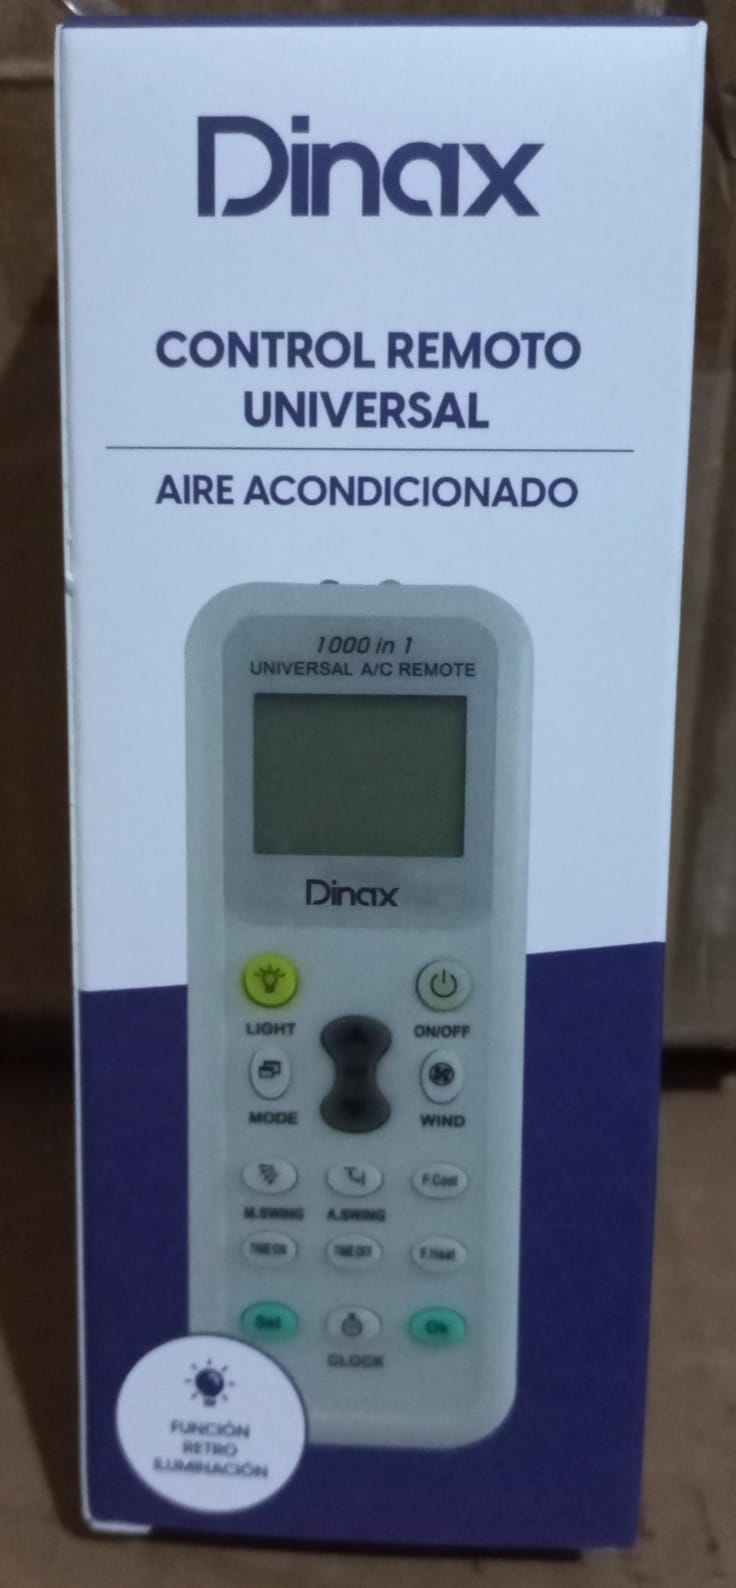 Dinax
CONTROL REMOTO
UNIVERSAL
AIRE ACONDICIONADO
1000 in 1
UNIVERSAL A/C REMOTE
Dinax
LIGHT
ON/OFF
MODE
WIND
F.Cool
M.SWING A.SWING
TIME ON TIME OFF F.Heat
Set Ok
CLOCK
FUNCIÓN
RETRO
ILUMINACIÓN